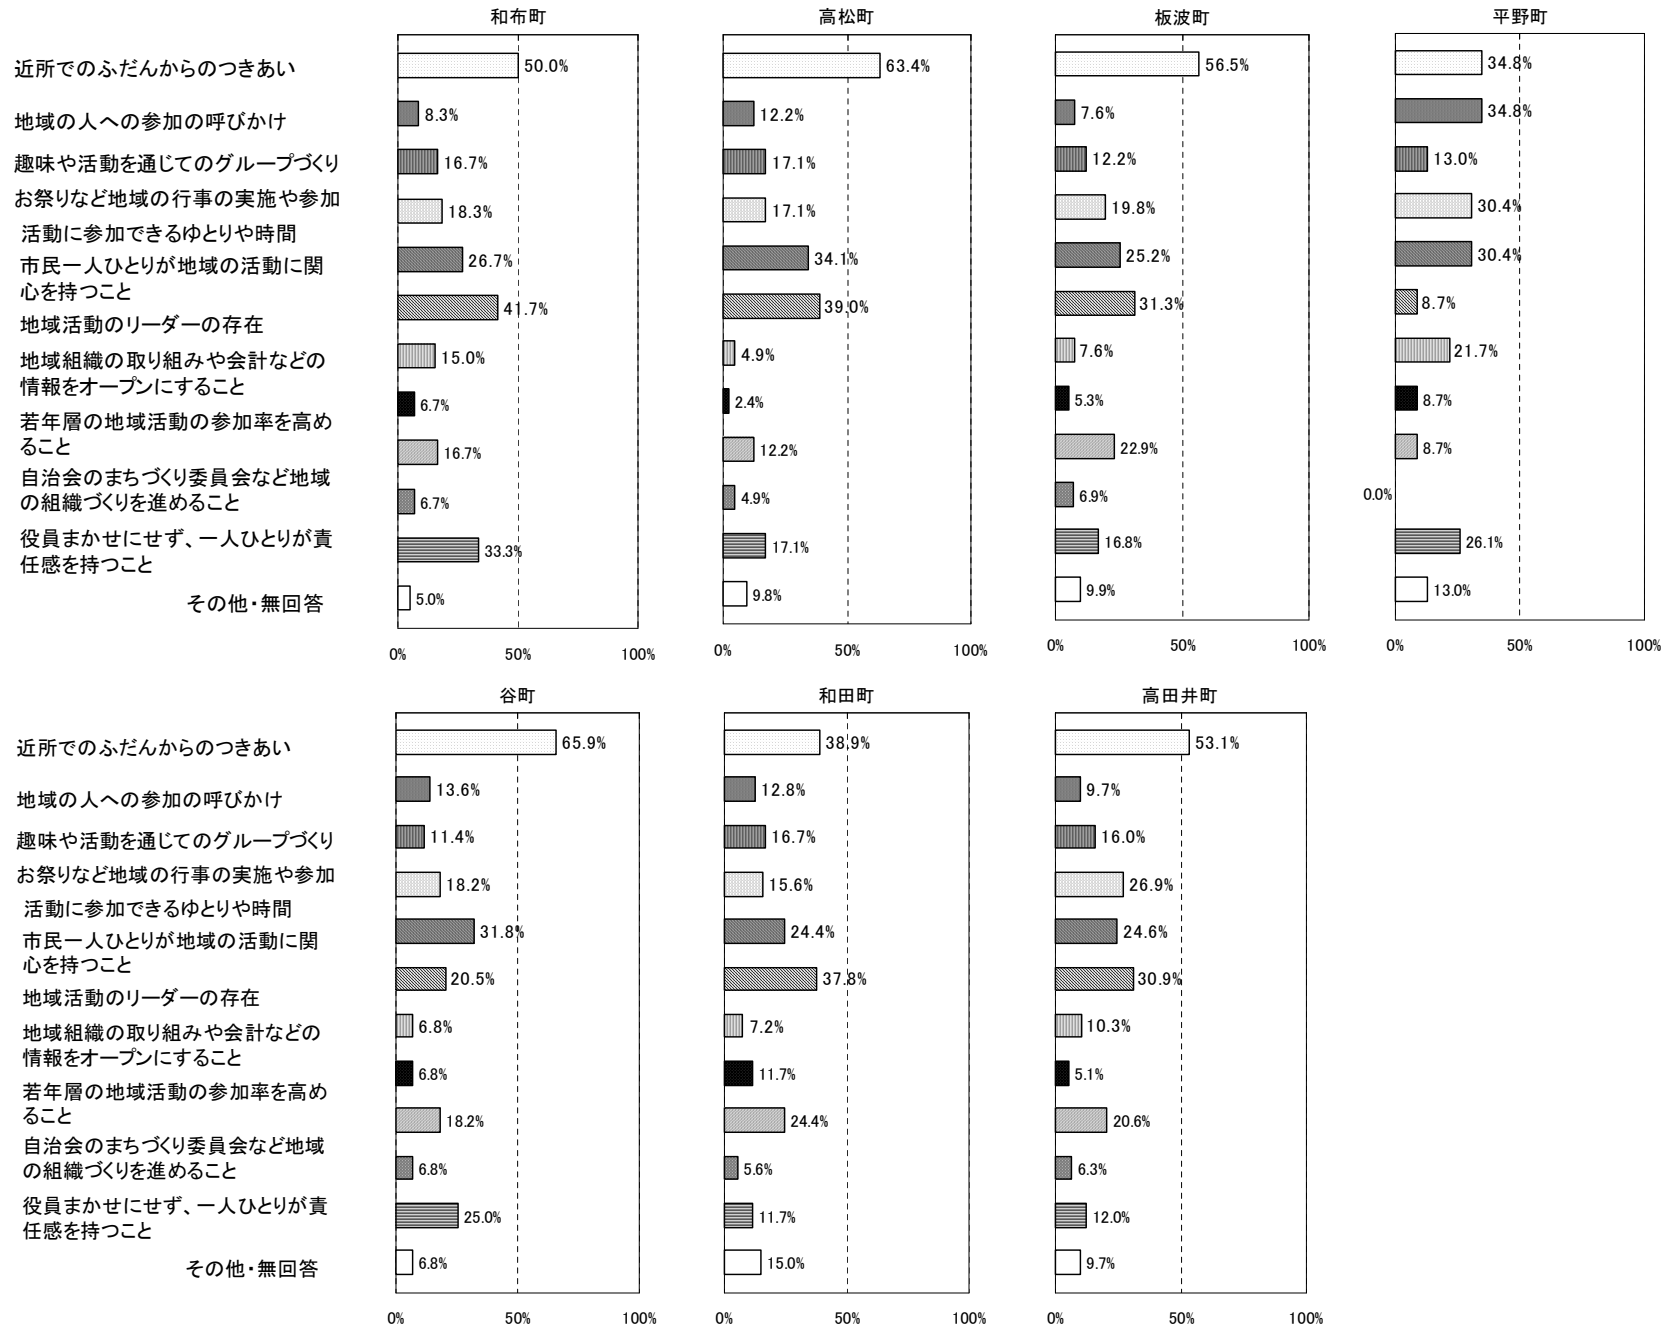 和布町
高松町
板波町
平野町
近所でのふだんからのつきあい
50.0%
63.4%
56.5%
34.8%
地域の人への参加の呼びかけ
8.3%
12.2%
7.6%
34.8%
趣味や活動を通じてのグループづくり
16.7%
17.1%
12.2%
13.0%
お祭りなど地域の行事の実施や参加
18.3%
17.1%
19.8%
30.4%
活動に参加できるゆとりや時間
26.7%
34.1%
25.2%
30.4%
市民一人ひとりが地域の活動に関
心を持つこと
41.7%
39.0%
31.3%
8.7%
地域活動のリーダーの存在
15.0%
4.9%
7.6%
21.7%
地域組織の取り組みや会計などの
情報をオープンにすること
6.7%
2.4%
5.3%
8.7%
若年層の地域活動の参加率を高め
ること
16.7%
12.2%
22.9%
8.7%
自治会のまちづくり委員会など地域
の組織づくりを進めること
6.7%
4.9%
6.9%
0.0%
役員まかせにせず、一人ひとりが責
任感を持つこと
33.3%
17.1%
16.8%
26.1%
その他・無回答
5.0%
9.8%
9.9%
13.0%
0% 50% 100%
0% 50% 100%
0% 50% 100%
0% 50% 100%
谷町
和田町
高田井町
近所でのふだんからのつきあい
65.9%
38.9%
53.1%
地域の人への参加の呼びかけ
13.6%
12.8%
9.7%
趣味や活動を通じてのグループづくり
11.4%
16.7%
16.0%
お祭りなど地域の行事の実施や参加
18.2%
15.6%
26.9%
活動に参加できるゆとりや時間
31.8%
24.4%
24.6%
市民一人ひとりが地域の活動に関
心を持つこと
20.5%
37.8%
30.9%
地域活動のリーダーの存在
6.8%
7.2%
10.3%
地域組織の取り組みや会計などの
情報をオープンにすること
6.8%
11.7%
5.1%
若年層の地域活動の参加率を高め
ること
18.2%
24.4%
20.6%
自治会のまちづくり委員会など地域
の組織づくりを進めること
6.8%
5.6%
6.3%
役員まかせにせず、一人ひとりが責
任感を持つこと
25.0%
11.7%
12.0%
その他・無回答
6.8%
15.0%
9.7%
0% 50% 100%
0% 50% 100%
0% 50% 100%